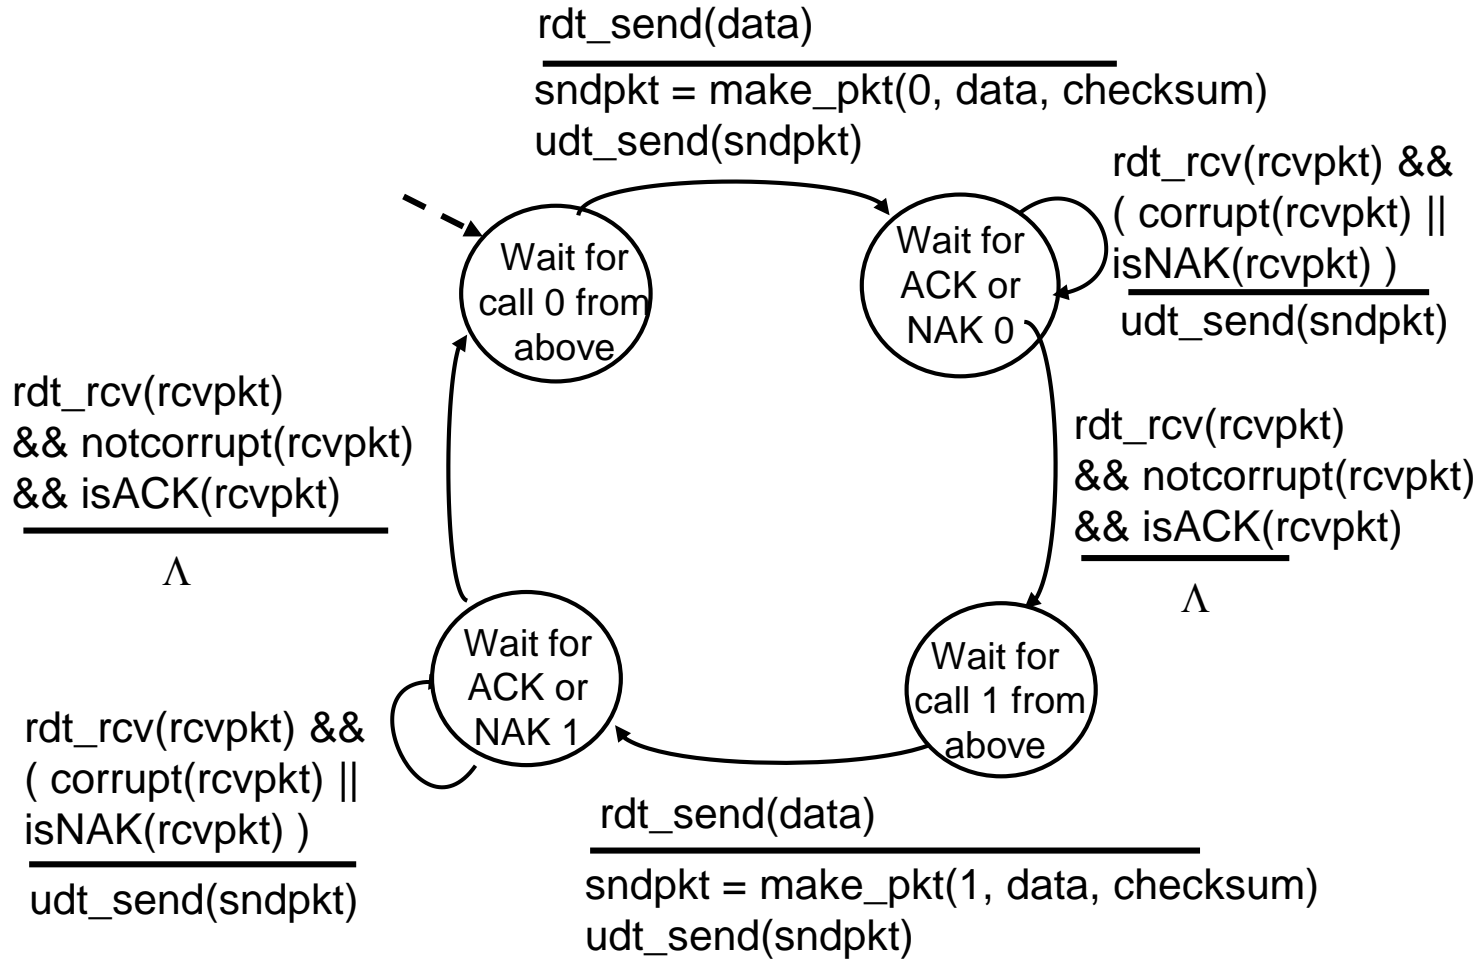 rdt_send(data)
sndpkt = make_pkt(0, data, checksum)
udt_send(sndpkt)
rdt_rcv(rcvpkt) &&
( corrupt(rcvpkt) ||
isNAK(rcvpkt) )
udt_send(sndpkt)
Wait for
call 0 from
above
Wait for
ACK or
NAK 0
rdt_rcv(rcvpkt)
&& notcorrupt(rcvpkt)
&& isACK(rcvpkt)
Λ
rdt_rcv(rcvpkt)
&& notcorrupt(rcvpkt)
&& isACK(rcvpkt)
Λ
Wait for
ACK or
NAK 1
Wait for
call 1 from
above
rdt_rcv(rcvpkt) &&
( corrupt(rcvpkt) ||
isNAK(rcvpkt) )
udt_send(sndpkt)
rdt_send(data)
sndpkt = make_pkt(1, data, checksum)
udt_send(sndpkt)